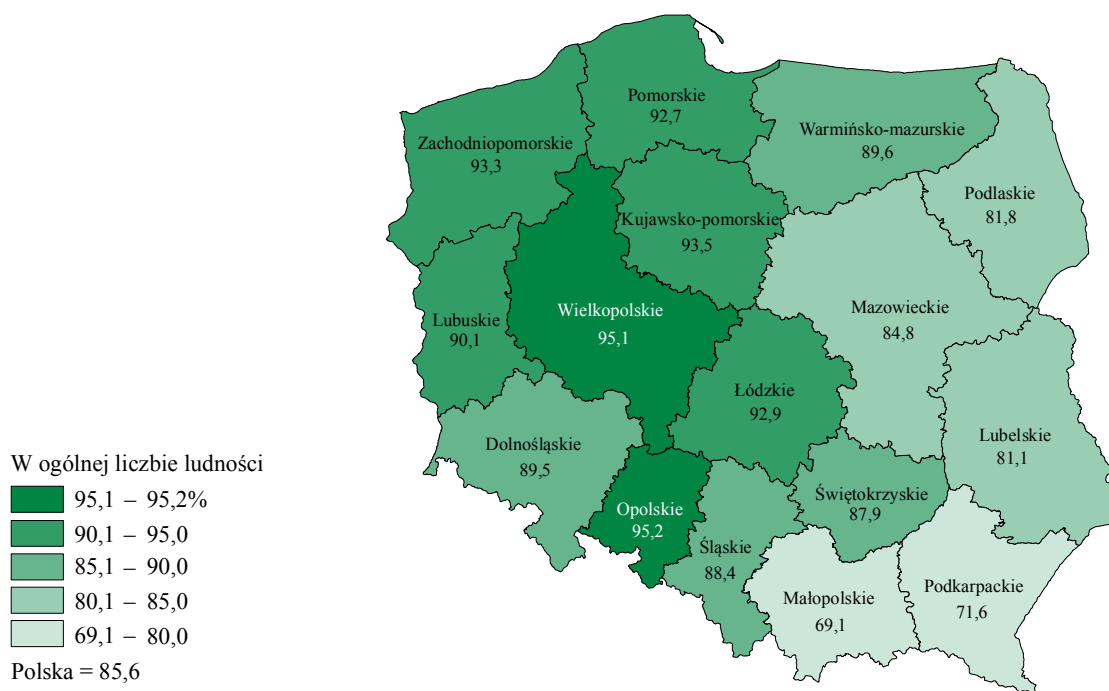 Pomorskie
92,7
Zachodniopomorskie
93,3
Warmińsko-mazurskie
89,6
Podlaskie
81,8
Kujawsko-pomorskie
93,5
Wielkopolskie
95,1
Mazowieckie
84,8
Lubuskie
90,1
Łódzkie
92,9
Lubelskie
81,1
Dolnośląskie
89,5
Opolskie
95,2
Świętokrzyskie
87,9
Śląskie
88,4
Małopolskie
69,1
Podkarpackie
71,6
W ogólnej liczbie ludności
95,1 – 95,2%
90,1 – 95,0
85,1 – 90,0
80,1 – 85,0
69,1 – 80,0
Polska = 85,6